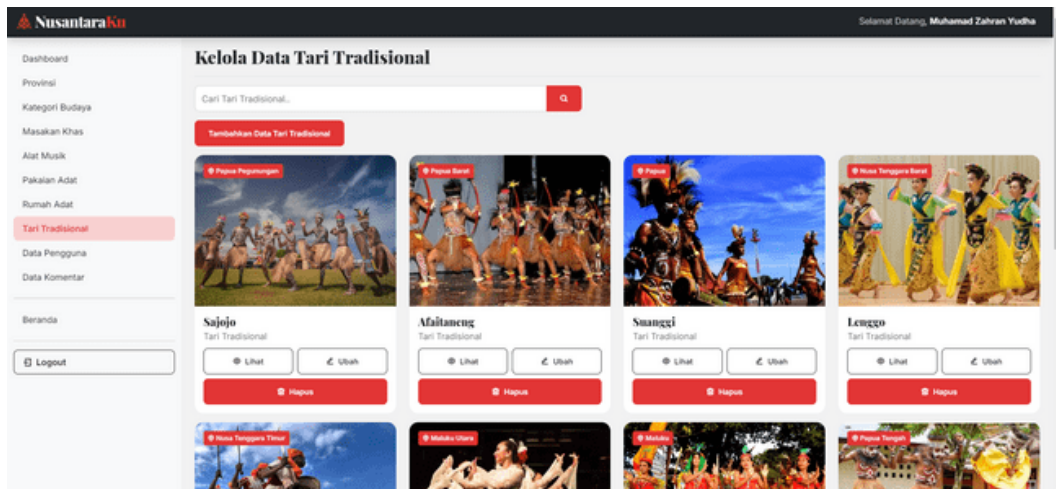 NusantaraKu
Selamat Datang, Muhamad Zahran Yudha
Dashboard
Provinsi
Kategori Budaya
Masakan Khas
Alat Musik
Pakaian Adat
Rumah Adat
Tari Tradisional
Data Pengguna
Data Komentar
Beranda
Logout
Kelola Data Tari Tradisional
Cari Tari Tradisional..
Tambahkan Data Tari Tradisional
Papua Pegunungan
Papua Barat
Papua
Nusa Tenggara Barat
Sajojo
Tari Tradisional
Lihat
Ubah
Hapus
Afaitaneng
Tari Tradisional
Lihat
Ubah
Hapus
Suanggi
Tari Tradisional
Lihat
Ubah
Hapus
Lenggo
Tari Tradisional
Lihat
Ubah
Hapus
Nusa Tenggara Timur
Maluku Utara
Maluku
Papua Tengah